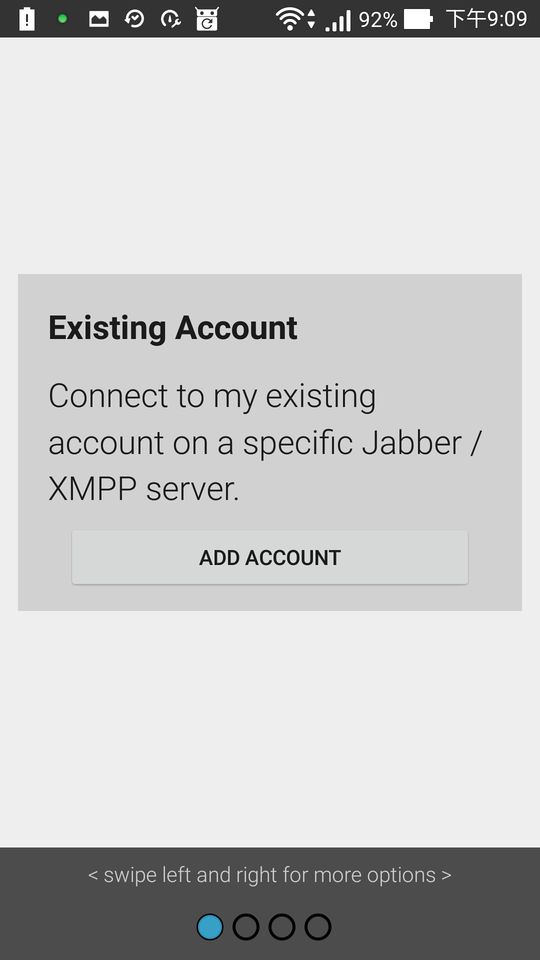 92% 下午9:09
Existing Account
Connect to my existing
account on a specific Jabber /
XMPP server.
ADD ACCOUNT
< swipe left and right for more options >